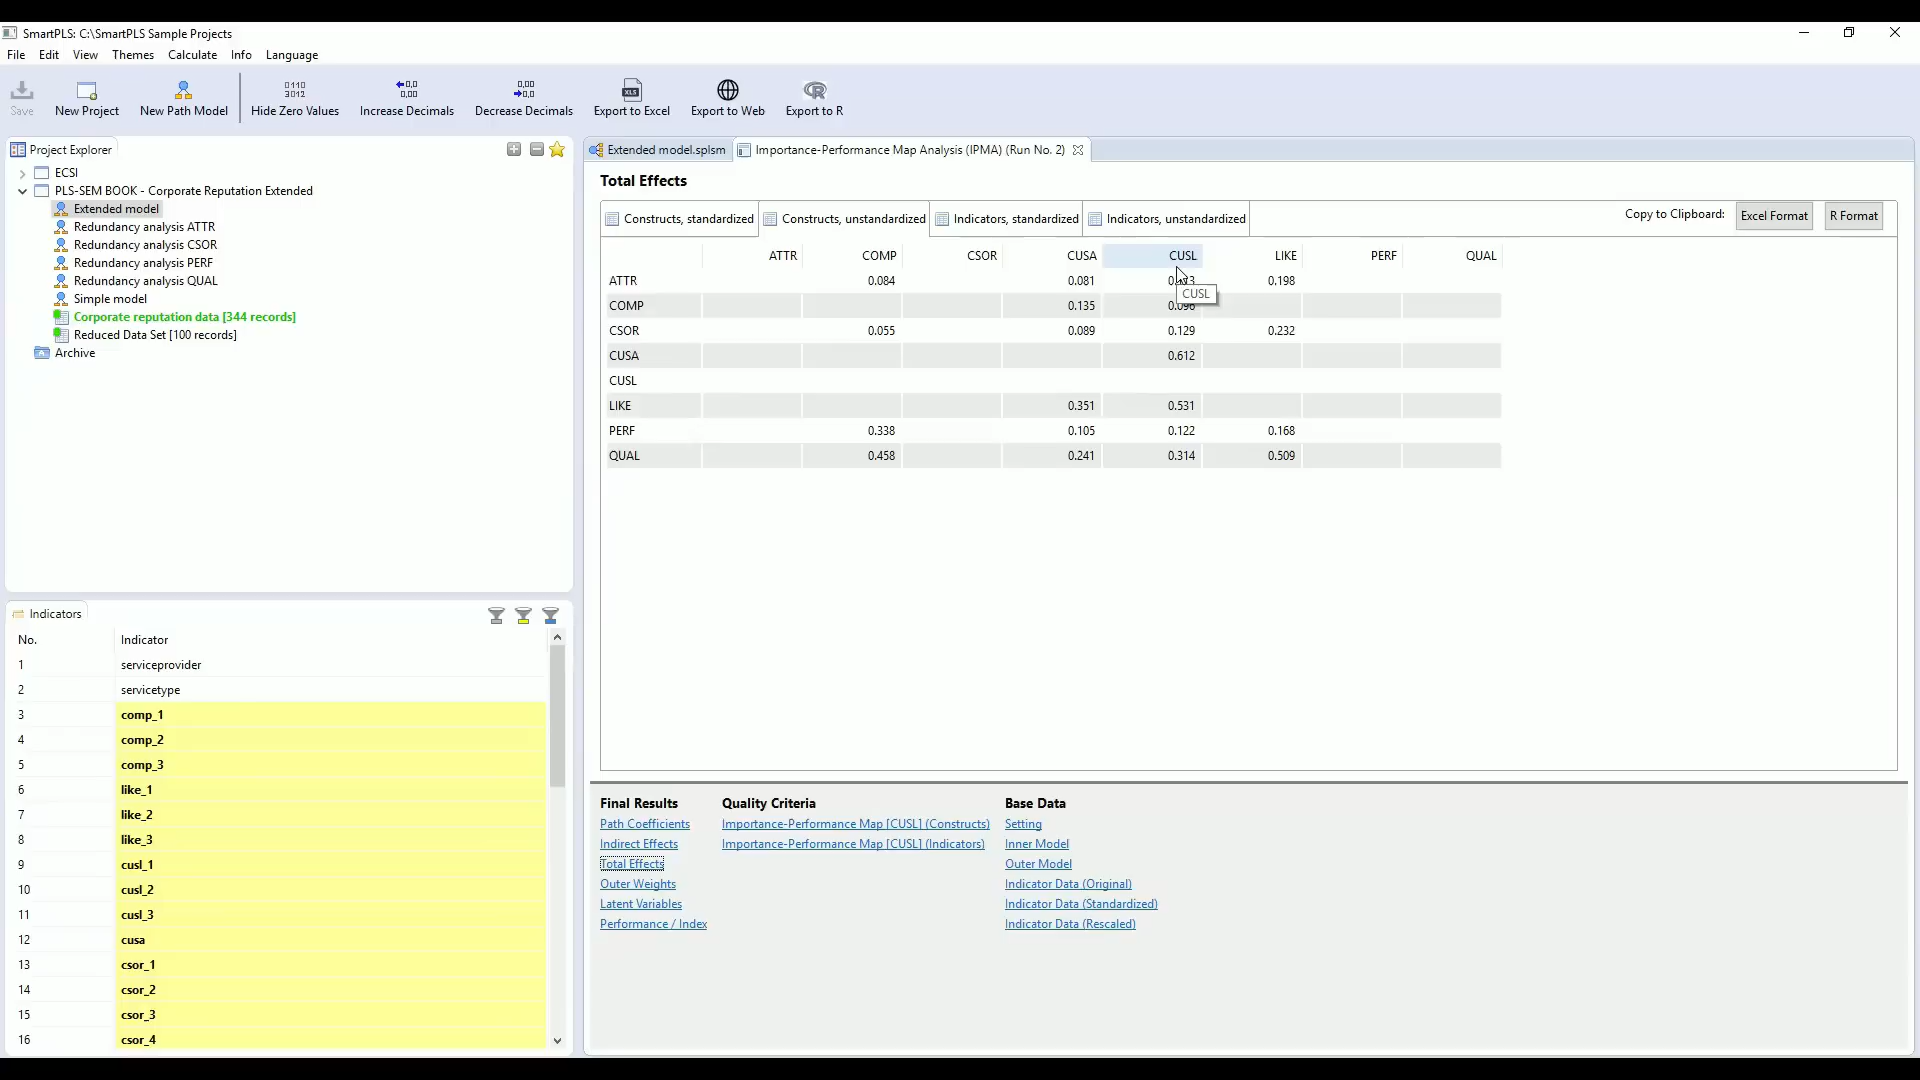 SmartPLS: C:\SmartPLS Sample Projects
File Edit View Themes Calculate Info Language
Save New Project New Path Model Hide Zero Values Increase Decimals Decrease Decimals Export to Excel Export to Web Export to R
Project Explorer
ECSI
PLS-SEM BOOK - Corporate Reputation Extended
Extended model
Redundancy analysis ATTR
Redundancy analysis CSOR
Redundancy analysis PERF
Redundancy analysis QUAL
Simple model
Corporate reputation data [344 records]
Reduced Data Set [100 records]
Archive
Indicators
No. Indicator
1 serviceprovider
2 servicetype
3 comp_1
4 comp_2
5 comp_3
6 like_1
7 like_2
8 like_3
9 cusl_1
10 cusl_2
11 cusl_3
12 cusa
13 csor_1
14 csor_2
15 csor_3
16 csor_4
Extended model.splsm Importance-Performance Map Analysis (IPMA) (Run No. 2)
Total Effects
Constructs, standardized Constructs, unstandardized Indicators, standardized Indicators, unstandardized Copy to Clipboard: Excel Format R Format
ATTR COMP CSOR CUSA CUSL LIKE PERF QUAL
ATTR 0.084 0.081 0.198
CUSL
COMP 0.135
CSOR 0.055 0.089 0.129 0.232
CUSA 0.612
CUSL
LIKE 0.351 0.531
PERF 0.338 0.105 0.122 0.168
QUAL 0.458 0.241 0.314 0.509
Final Results
Path Coefficients
Indirect Effects
Total Effects
Outer Weights
Latent Variables
Performance / Index
Quality Criteria
Importance-Performance Map [CUSL] (Constructs)
Importance-Performance Map [CUSL] (Indicators)
Base Data
Setting
Inner Model
Outer Model
Indicator Data (Original)
Indicator Data (Standardized)
Indicator Data (Rescaled)